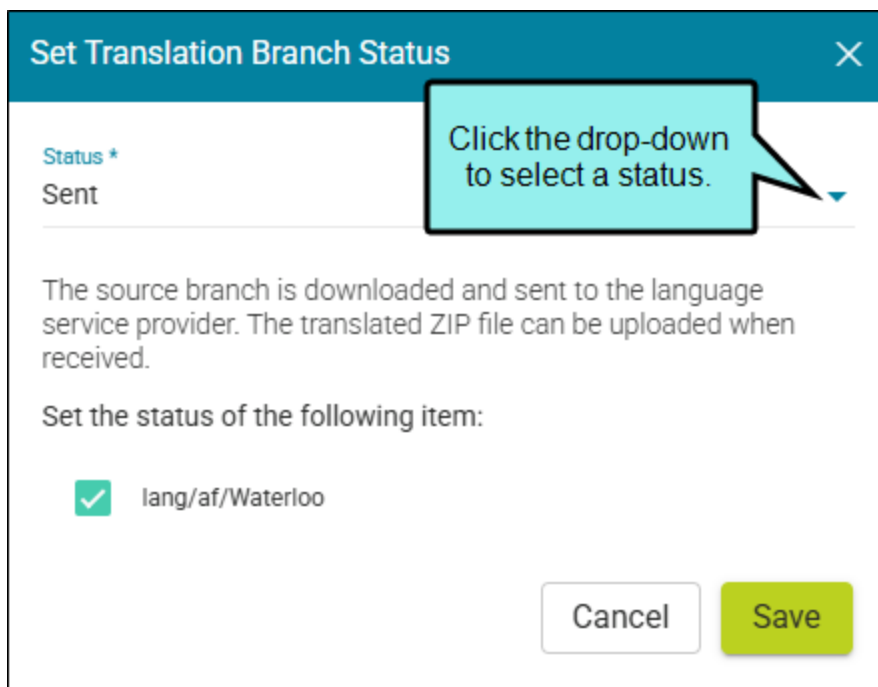 Set Translation Branch Status
Click the drop-down
to select a status.
Status *
Sent
The source branch is downloaded and sent to the language
service provider. The translated ZIP file can be uploaded when
received.
Set the status of the following item:
lang/af/Waterloo
Cancel
Save